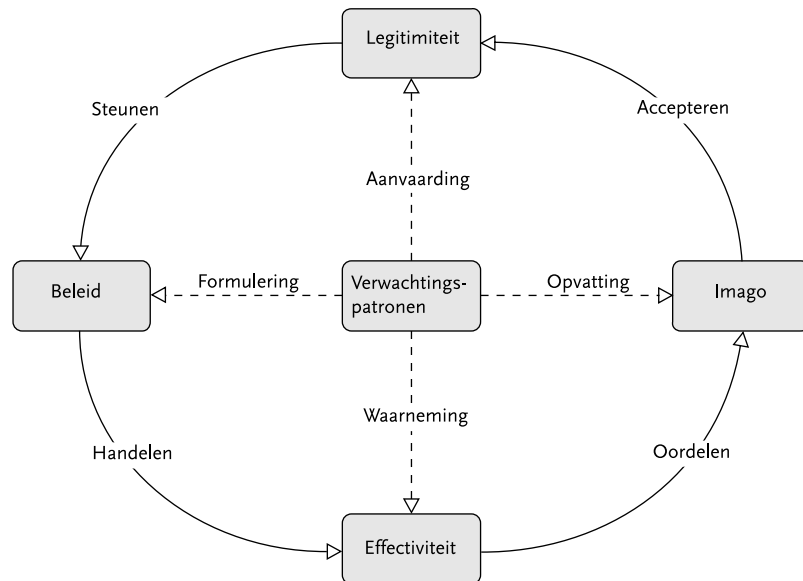 Legitimiteit
Steunen
Accepteren
Aanvaarding
Beleid
Formulering
Verwachtings-
patronen
Opvatting
Imago
Waarneming
Handelen
Oordelen
Effectiviteit